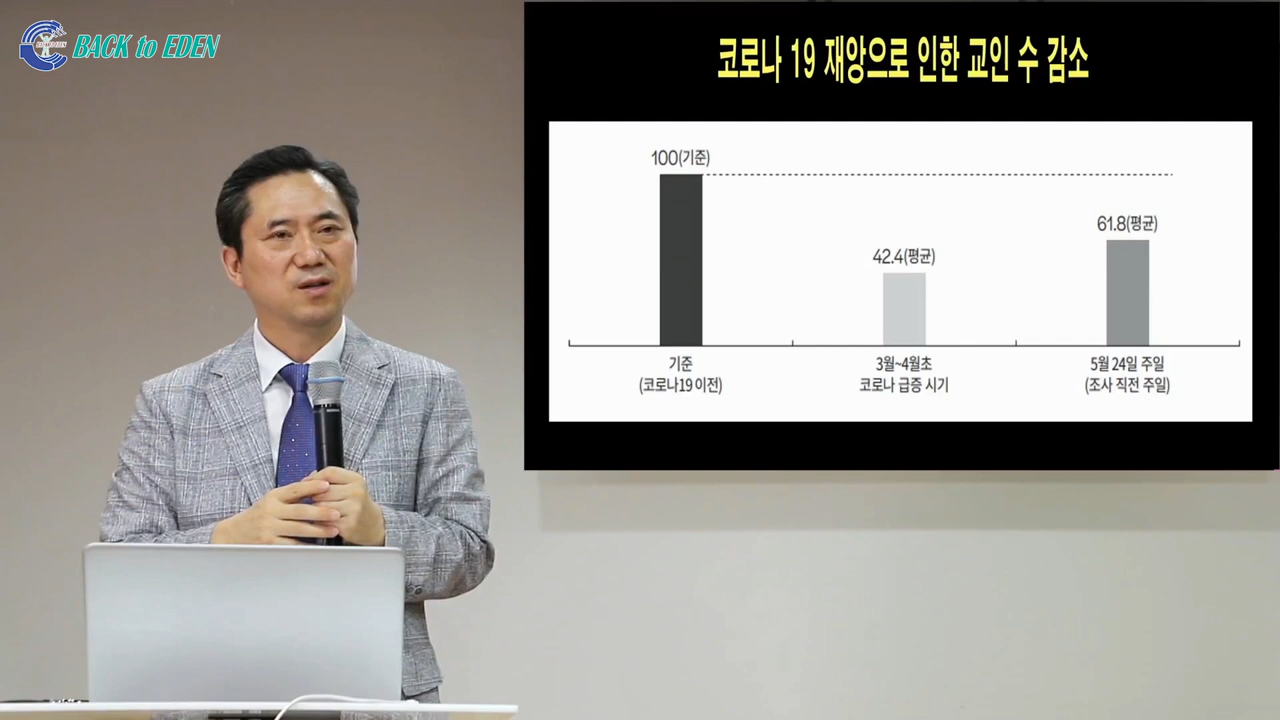 BACK to EDEN
코로나 19 재앙으로 인한 교인 수 감소
100(기준)
61.8(평균)
42.4(평균)
기준
(코로나19 이전)
3월~4월초
코로나 급증 시기
5월 24일 주일
(조사 직전 주일)